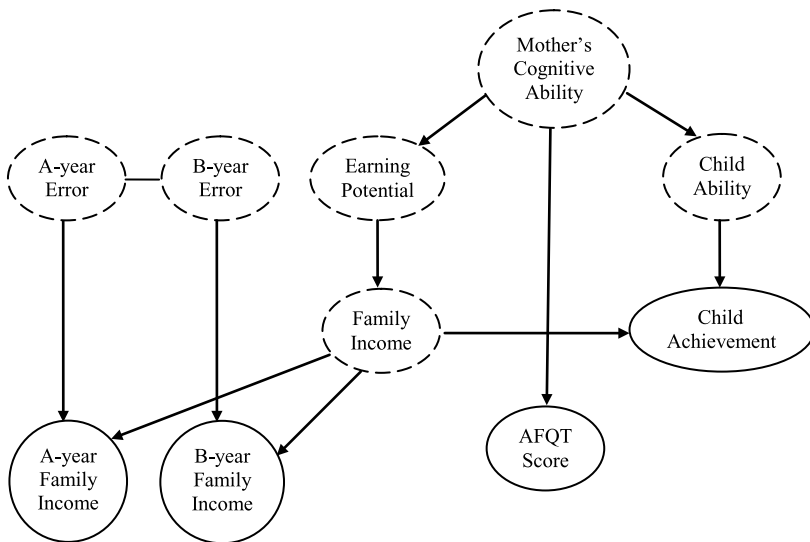 Mother’s
Cognitive
Ability
A-year
Error
B-year
Error
Earning
Potential
Child
Ability
Family
Income
Child
Achievement
A-year
Family
Income
B-year
Family
Income
AFQT
Score